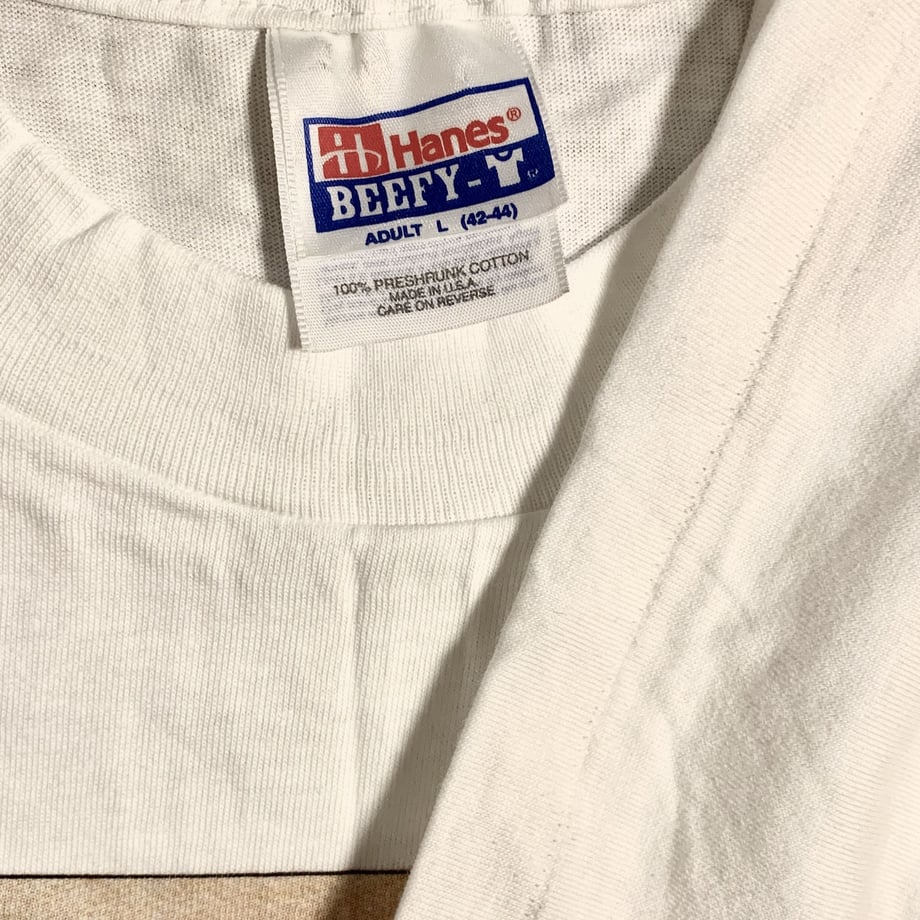 Hanes®
BEEFY-T®
ADULT L (42-44)
100% PRESHRUNK COTTON
MADE IN U.S.A.
CARE ON REVERSE